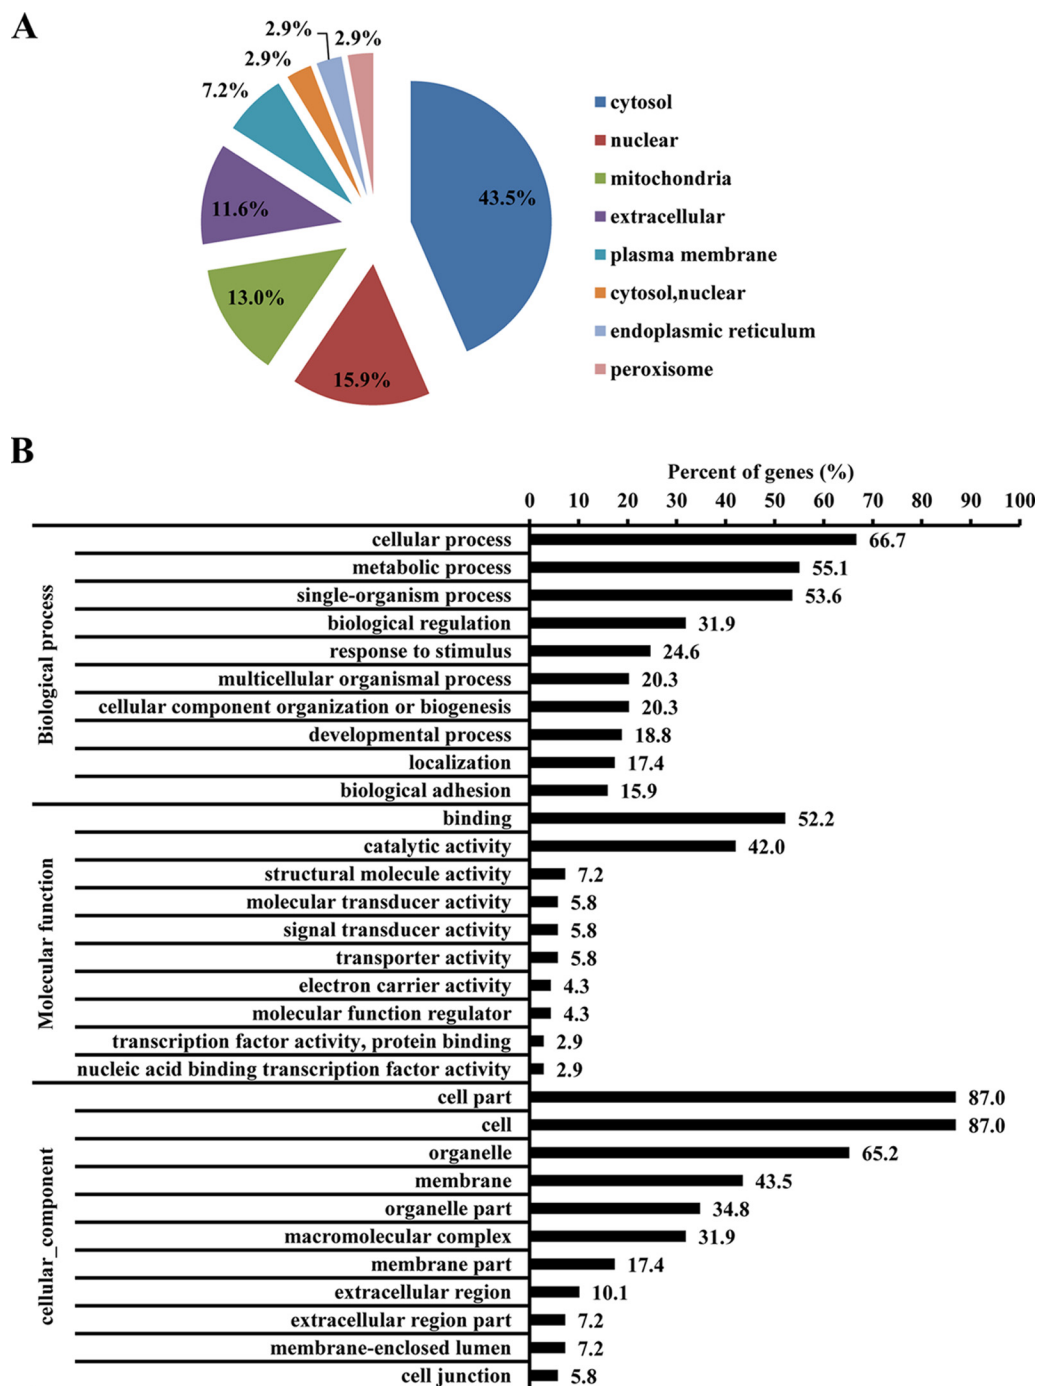 A
2.9%
2.9%
2.9%
7.2%
11.6%
13.0%
15.9%
43.5%
cytosol
nuclear
mitochondria
extracellular
plasma membrane
cytosol,nuclear
endoplasmic reticulum
peroxisome
B
Percent of genes (%)
0 10 20 30 40 50 60 70 80 90 100
Biological process
cellular process 66.7
metabolic process 55.1
single-organism process 53.6
biological regulation 31.9
response to stimulus 24.6
multicellular organismal process 20.3
cellular component organization or biogenesis 20.3
developmental process 18.8
localization 17.4
biological adhesion 15.9
Molecular function
binding 52.2
catalytic activity 42.0
structural molecule activity 7.2
molecular transducer activity 5.8
signal transducer activity 5.8
transporter activity 5.8
electron carrier activity 4.3
molecular function regulator 4.3
transcription factor activity, protein binding 2.9
nucleic acid binding transcription factor activity 2.9
cellular_component
cell part 87.0
cell 87.0
organelle 65.2
membrane 43.5
organelle part 34.8
macromolecular complex 31.9
membrane part 17.4
extracellular region 10.1
extracellular region part 7.2
membrane-enclosed lumen 7.2
cell junction 5.8